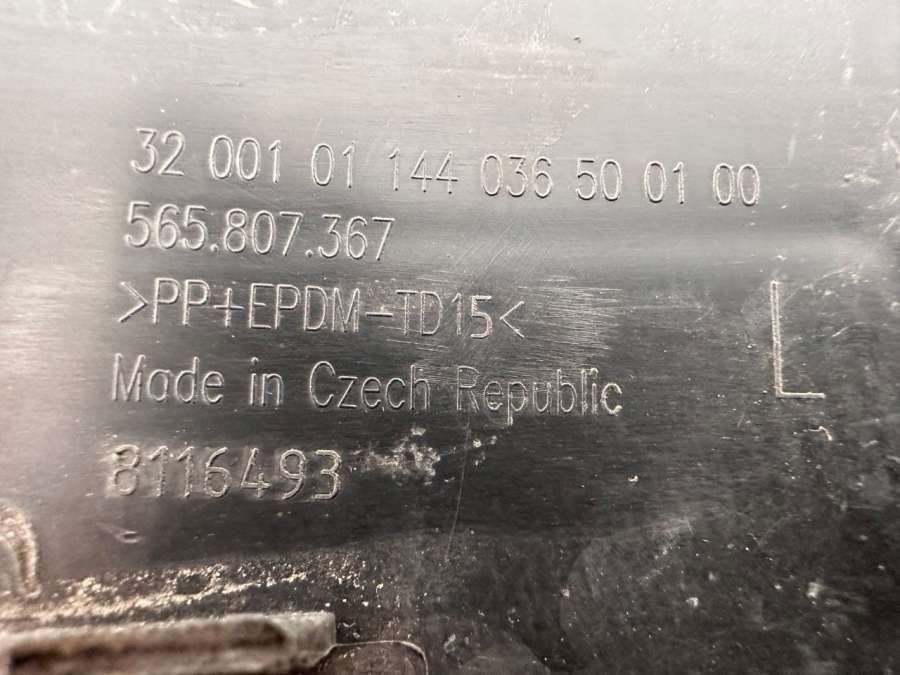 32 001 01 144 036 50 01 00
565.807.367
>PP+EPDM-TD15<
L
Made in Czech Republic
8116493